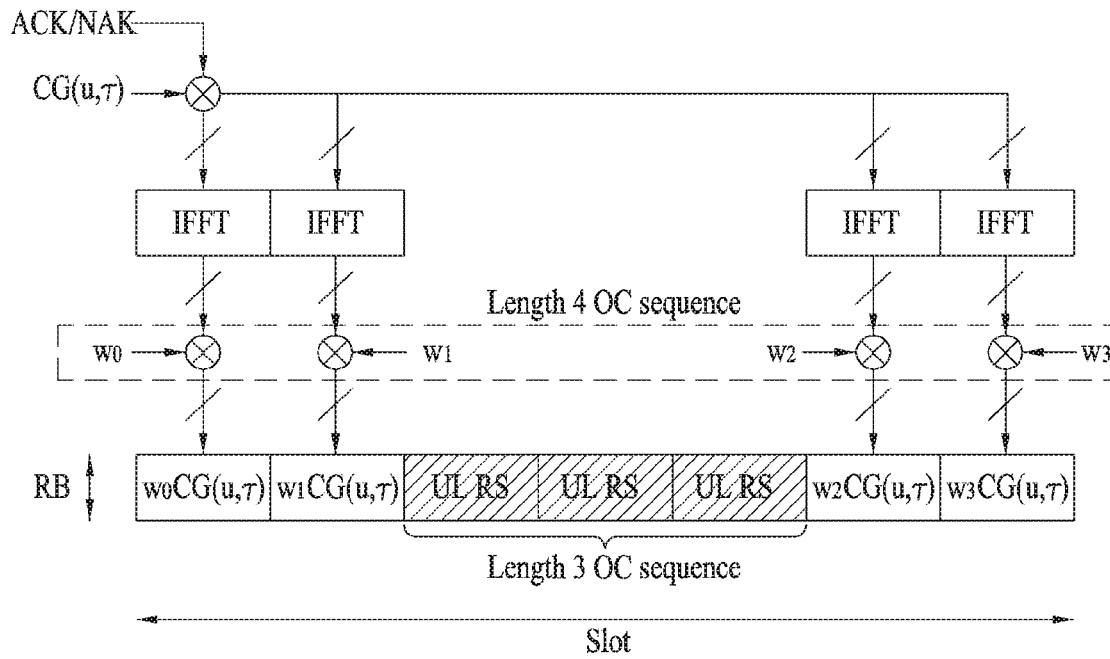 ACK/NAK
CG(u,τ)
IFFT IFFT IFFT IFFT
Length 4 OC sequence
w0 w1 w2 w3
RB w0CG(u,τ) w1CG(u,τ) UL RS UL RS UL RS w2CG(u,τ) w3CG(u,τ)
Length 3 OC sequence
Slot